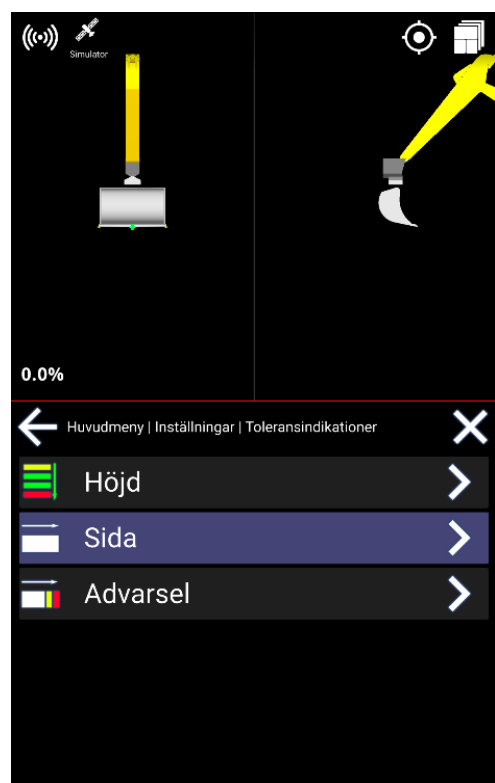 Simulator
0.0%
Huvudmeny | Inställningar | Toleransindikationer
Höjd
Sida
Advarsel